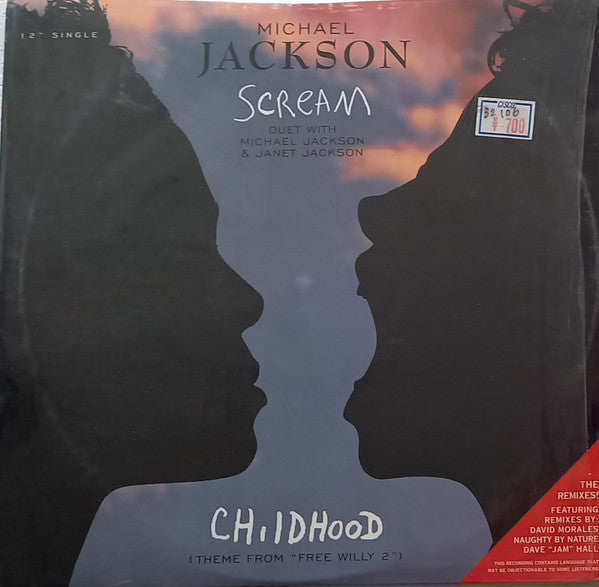 12" SINGLE
MICHAEL
JACKSON
SCREAM
DUET WITH
MICHAEL JACKSON
& JANET JACKSON
CISCO
700
CHILDHOOD
(THEME FROM "FREE WILLY 2")
THE
REMIXES!
FEATURING
REMIXES BY:
DAVID MORALES
NAUGHTY BY NATURE
DAVE "JAM" HALL
THIS RECORDING CONTAINS LANGUAGE THAT
MAY BE OBJECTIONABLE TO SOME LISTENERS